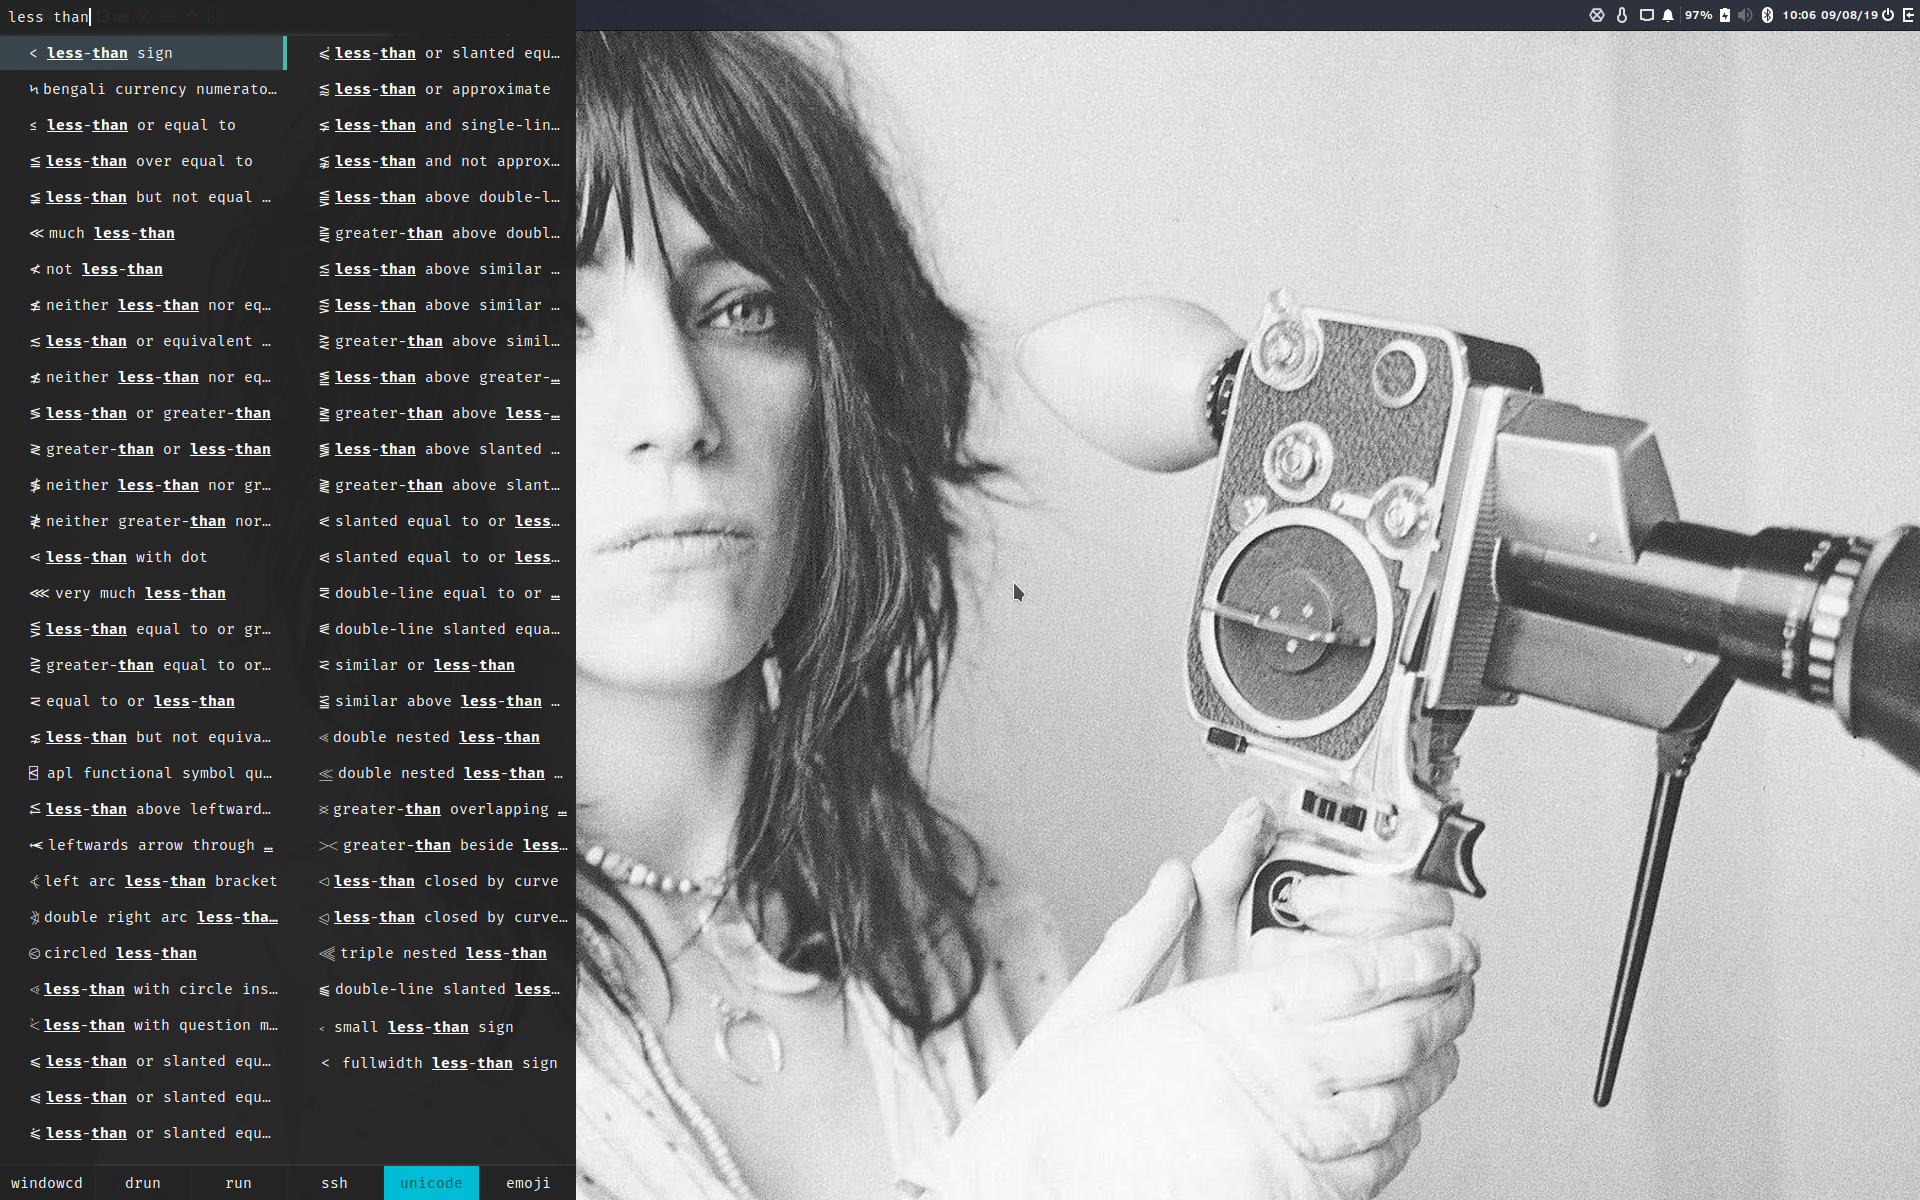 less than
97% 10:06 09/08/19
< less-than sign
৷ bengali currency numerato…
≤ less-than or equal to
≦ less-than over equal to
≨ less-than but not equal …
≪ much less-than
≮ not less-than
≰ neither less-than nor eq…
≲ less-than or equivalent …
≴ neither less-than nor eq…
≶ less-than or greater-than
≷ greater-than or less-than
≸ neither less-than nor gr…
≹ neither greater-than nor…
⋖ less-than with dot
⋘ very much less-than
⋚ less-than equal to or gr…
⋛ greater-than equal to or…
⋜ equal to or less-than
⋦ less-than but not equiva…
⍃ apl functional symbol qu…
⥶ less-than above leftward…
⥷ leftwards arrow through …
⦓ left arc less-than bracket
⦖ double right arc less-tha…
⧀ circled less-than
⩹ less-than with circle ins…
⩻ less-than with question m…
⩽ less-than or slanted equ…
⩿ less-than or slanted equ…
⪁ less-than or slanted equ…
⪃ less-than or slanted equ…
⪅ less-than or approximate
⪇ less-than and single-lin…
⪉ less-than and not approx…
⪋ less-than above double-l…
⪌ greater-than above doubl…
⪍ less-than above similar …
⪏ less-than above similar …
⪐ greater-than above simil…
⪑ less-than above greater-…
⪒ greater-than above less-…
⪓ less-than above slanted …
⪔ greater-than above slant…
⪕ slanted equal to or less…
⪗ slanted equal to or less…
⪙ double-line equal to or …
⪛ double-line slanted equa…
⪝ similar or less-than
⪟ similar above less-than …
⪡ double nested less-than
⪣ double nested less-than …
⪤ greater-than overlapping …
⪥ greater-than beside less…
⪦ less-than closed by curve
⪨ less-than closed by curve…
⫷ triple nested less-than
⫹ double-line slanted less…
﹤ small less-than sign
＜ fullwidth less-than sign
windowcd drun run ssh unicode emoji